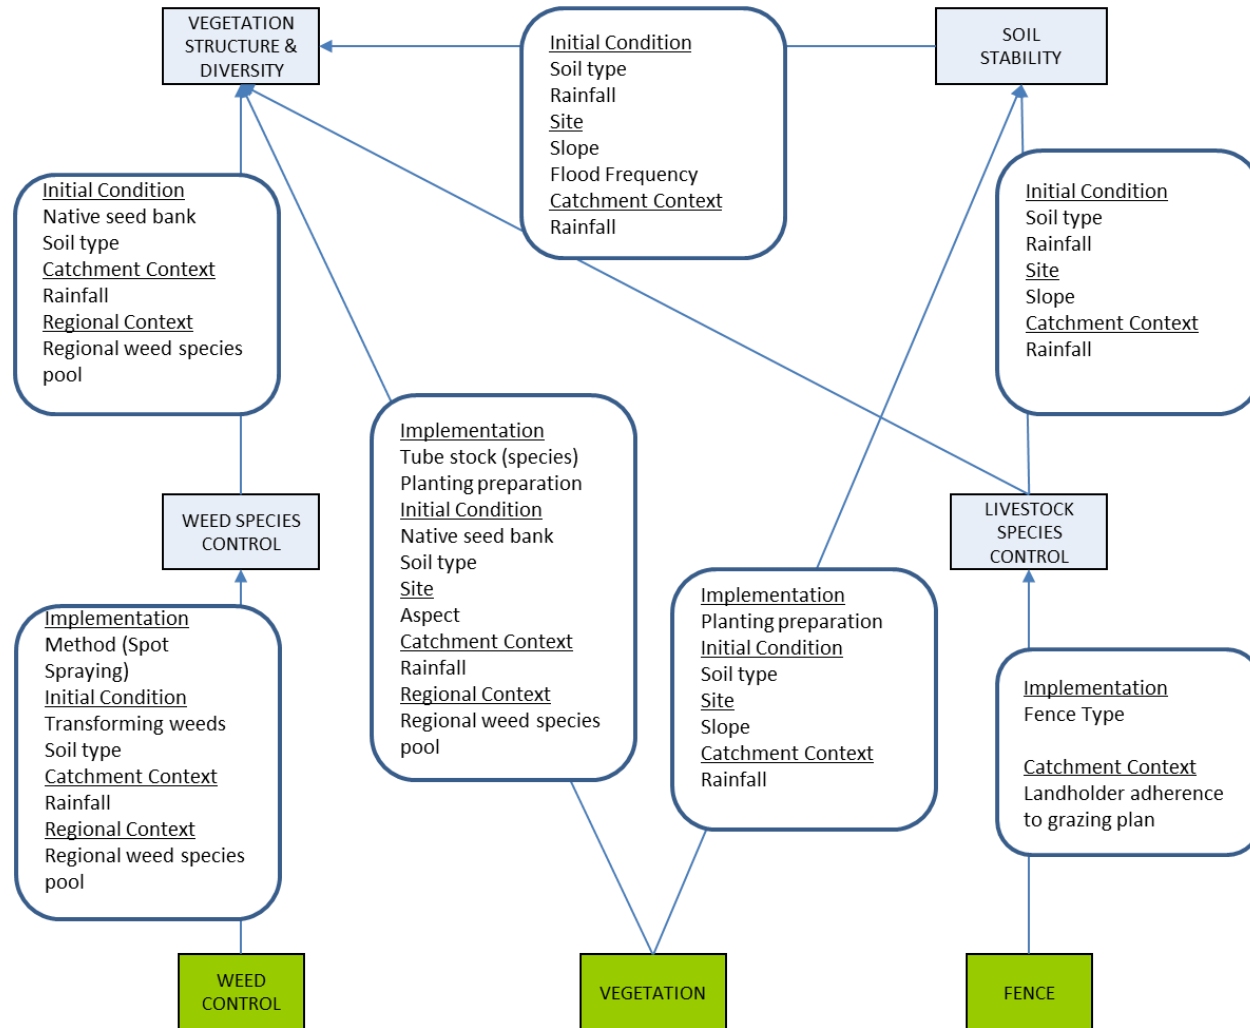 VEGETATION
STRUCTURE &
DIVERSITY
Initial Condition
Soil type
Rainfall
Site
Slope
Flood Frequency
Catchment Context
Rainfall
SOIL
STABILITY
Initial Condition
Native seed bank
Soil type
Catchment Context
Rainfall
Regional Context
Regional weed species
pool
Initial Condition
Soil type
Rainfall
Site
Slope
Catchment Context
Rainfall
WEED SPECIES
CONTROL
Implementation
Tube stock (species)
Planting preparation
Initial Condition
Native seed bank
Soil type
Site
Aspect
Catchment Context
Rainfall
Regional Context
Regional weed species
pool
LIVESTOCK
SPECIES
CONTROL
Implementation
Method (Spot
Spraying)
Initial Condition
Transforming weeds
Soil type
Catchment Context
Rainfall
Regional Context
Regional weed species
pool
Implementation
Planting preparation
Initial Condition
Soil type
Site
Slope
Catchment Context
Rainfall
Implementation
Fence Type
Catchment Context
Landholder adherence
to grazing plan
WEED
CONTROL
VEGETATION
FENCE